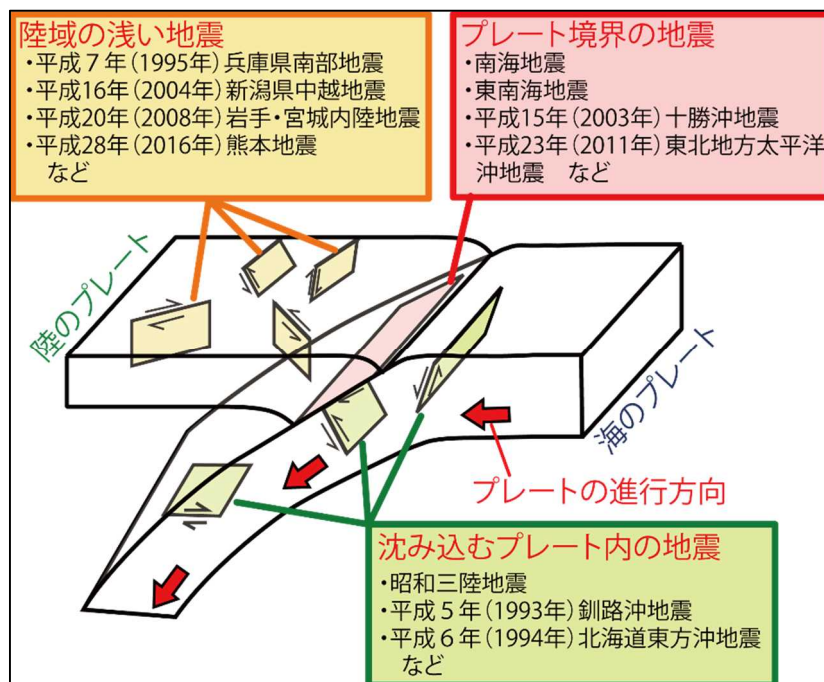 陸域の浅い地震
・平成７年(1995年)兵庫県南部地震
・平成16年(2004年)新潟県中越地震
・平成20年(2008年)岩手・宮城内陸地震
・平成28年(2016年)熊本地震
など
プレート境界の地震
・南海地震
・東南海地震
・平成15年(2003年)十勝沖地震
・平成23年(2011年)東北地方太平洋
沖地震　など
陸のプレート
海のプレート
プレートの進行方向
沈み込むプレート内の地震
・昭和三陸地震
・平成５年(1993年)釧路沖地震
・平成６年(1994年)北海道東方沖地震
など